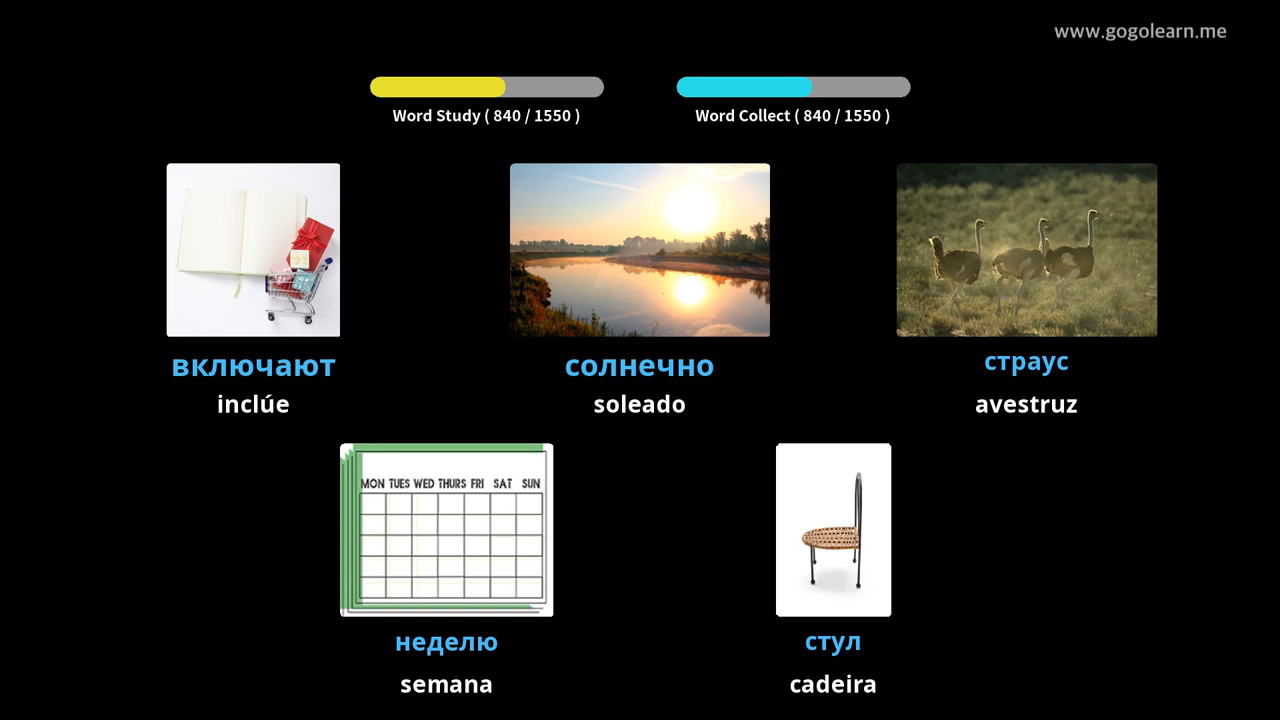 www.gogolearn.me
Word Study ( 840 / 1550 )
Word Collect ( 840 / 1550 )
включают
inclúe
солнечно
soleado
страус
avestruz
MON TUES WED THURS FRI SAT SUN
неделю
semana
стул
cadeira